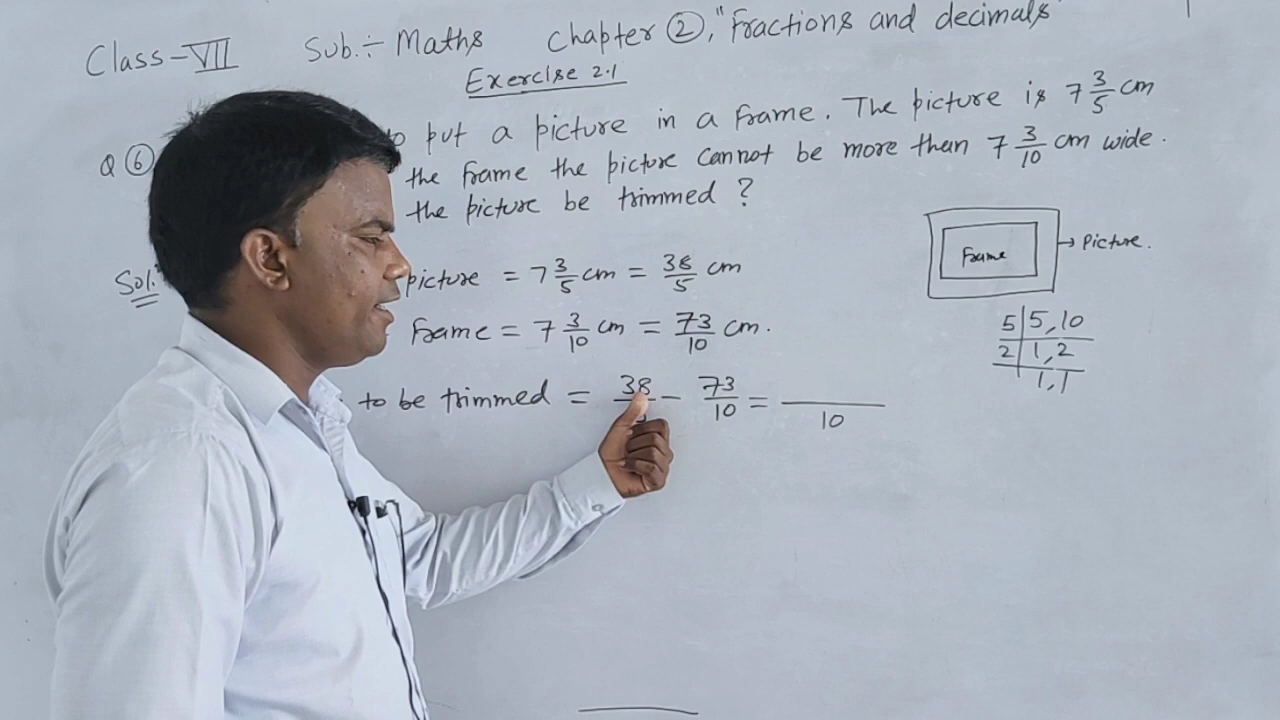 Class-VII Sub.÷ Maths Chapter ②, "Fractions and decimals"
Exercise 2.1
Q ⑥ to put a picture in a frame. The picture is 7 3/5 cm
the frame the picture cannot be more than 7 3/10 cm wide.
the picture be trimmed ?
Sol. picture = 7 3/5 cm = 38/5 cm
Frame = 7 3/10 cm = 73/10 cm.
to be trimmed = 38/ - 73/10 = /10
Frame
→ Picture.
5 | 5, 10
2 | 1, 2
1, 1